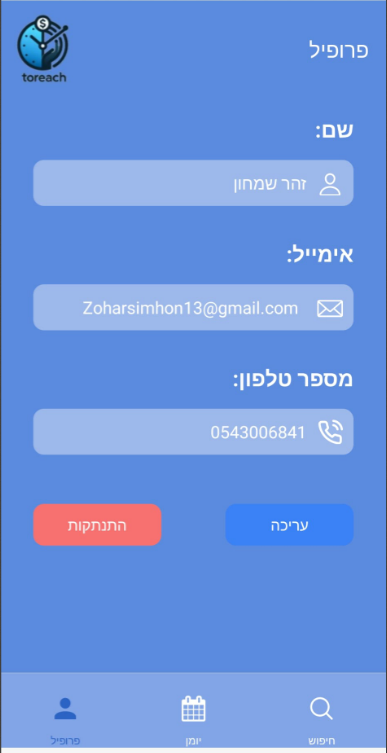 פרופיל
$
toreach
שם:
זהר שמחון
אימייל:
Zoharsimhon13@gmail.com
מספר טלפון:
0543006841
עריכה
התנתקות
חיפוש
יומן
פרופיל